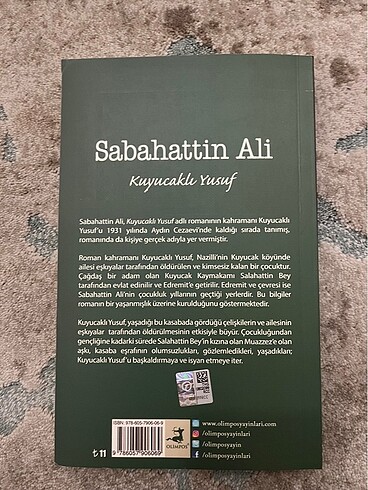 Sabahattin Ali
Kuyucaklı Yusuf
Sabahattin Ali, Kuyucaklı Yusuf adlı romanının kahramanı Kuyucaklı
Yusuf'u 1931 yılında Aydın Cezaevi'nde kaldığı sırada tanımış,
romanında da kişiye gerçek adıyla yer vermiştir.
Roman kahramanı Kuyucaklı Yusuf, Nazilli'nin Kuyucak köyünde
ailesi eşkıyalar tarafından öldürülen ve kimsesiz kalan bir çocuktur.
Çağdaş bir adam olan Kuyucak Kaymakamı Salahattin Bey
tarafından evlat edinilir ve Edremit'e getirilir. Edremit ve çevresi ise
Sabahattin Ali'nin çocukluk yıllarının geçtiği yerlerdir. Bu bilgiler
romanın bir yaşanmışlık üzerine kurulduğunu göstermektedir.
Kuyucaklı Yusuf, yaşadığı bu kasabada gördüğü çelişkilerin ve ailesinin
eşkıyalar tarafından öldürülmesinin etkisiyle büyür. Çocukluğundan
gençliğine kadarki sürede Salahattin Bey'in kızına olan Muazzez'e olan
aşkı, kasaba eşrafının olumsuzlukları, gözlemledikleri, yaşadıkları;
Kuyucaklı Yusuf'u başkaldırmaya ve isyan etmeye iter.
ISBN: 978-605-7906-06-9
9 786057 906069
₺ 11
OLIMPOS
www.olimposyayinlari.com
/olimposyayinlari
/olimposyayin
/olimposyayinlari